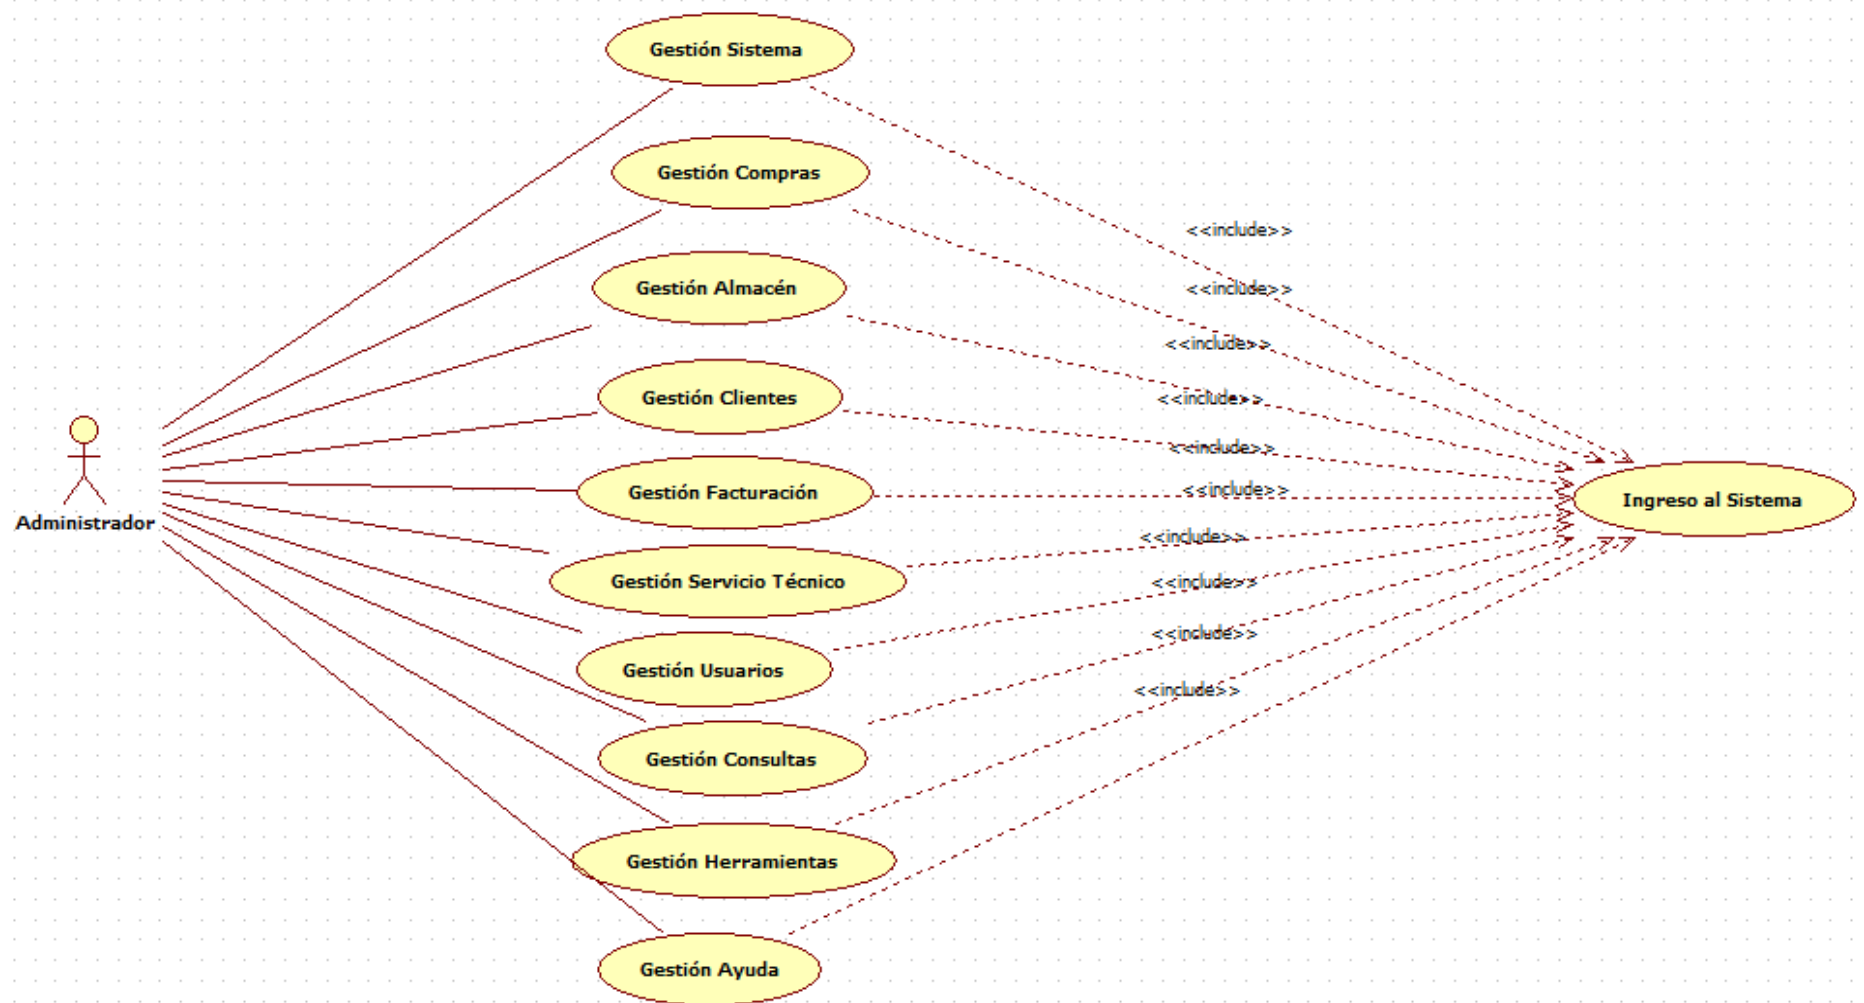 Gestión Sistema
Gestión Compras
<<include>>
Gestión Almacén
<<include>>
<<include>>
Gestión Clientes
<<include>>
<<include>>
Gestión Facturación
<<include>>
Ingreso al Sistema
Administrador
<<include>>
Gestión Servicio Técnico
<<include>>
<<include>>
Gestión Usuarios
<<include>>
Gestión Consultas
Gestión Herramientas
Gestión Ayuda